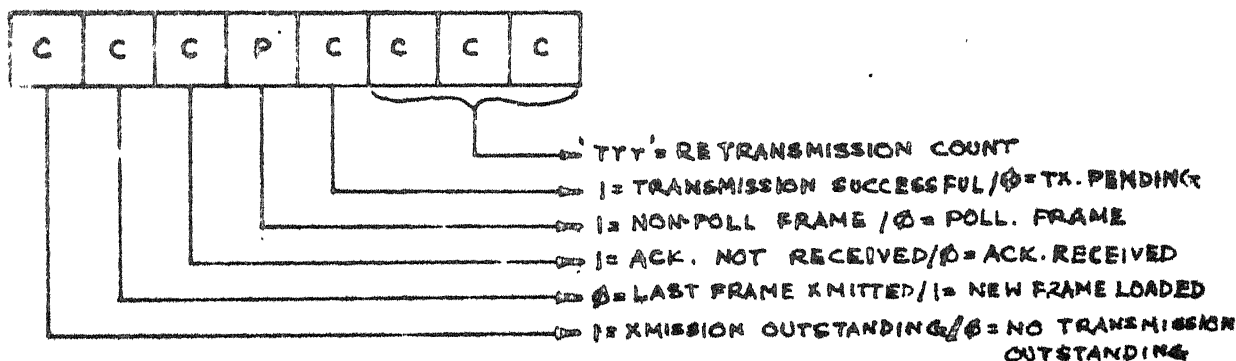 C C C P C C C C
'TTT'= RETRANSMISSION COUNT
1= TRANSMISSION SUCCESSFUL/Ø=TX. PENDING
1= NON-POLL FRAME /Ø= POLL. FRAME
1= ACK. NOT RECEIVED/Ø= ACK. RECEIVED
Ø= LAST FRAME XMITTED/1= NEW FRAME LOADED
1= XMISSION OUTSTANDING/Ø= NO TRANSMISSION
OUTSTANDING